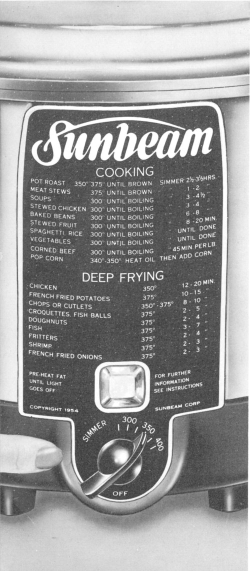 Sunbeam
COOKING
POT ROAST 350° 375° UNTIL BROWN SIMMER 2½-3½HRS.
MEAT STEWS 375° UNTIL BROWN " 1 - 2 "
SOUPS 300° UNTIL BOILING " 3 - 4½ "
STEWED CHICKEN 300° UNTIL BOILING " 3 - 4 "
BAKED BEANS 300° UNTIL BOILING " 6 - 8 "
STEWED FRUIT 300° UNTIL BOILING " 8 - 20 MIN.
SPAGHETTI, RICE 300° UNTIL BOILING " UNTIL DONE
VEGETABLES 300° UNTIL BOILING " UNTIL DONE
CORNED BEEF 300° UNTIL BOILING " 45 MIN PER LB
POP CORN 340°-350° HEAT OIL THEN ADD CORN
DEEP FRYING
CHICKEN 350° 12 - 20 MIN.
FRENCH FRIED POTATOES 375° 10 - 15 "
CHOPS OR CUTLETS 350° - 375° 8 - 10 "
CROQUETTES, FISH BALLS 375° 2 - 5 "
DOUGHNUTS 375° 2 - 4 "
FISH 375° 3 - 7 "
FRITTERS 375° 2 - 4 "
SHRIMP 375° 2 - 3 "
FRENCH FRIED ONIONS 375° 2 - 3 "
PRE-HEAT FAT
UNTIL LIGHT
GOES OFF
FOR FURTHER
INFORMATION
SEE INSTRUCTIONS
COPYRIGHT 1954 SUNBEAM CORP
SIMMER 300 350 400
OFF